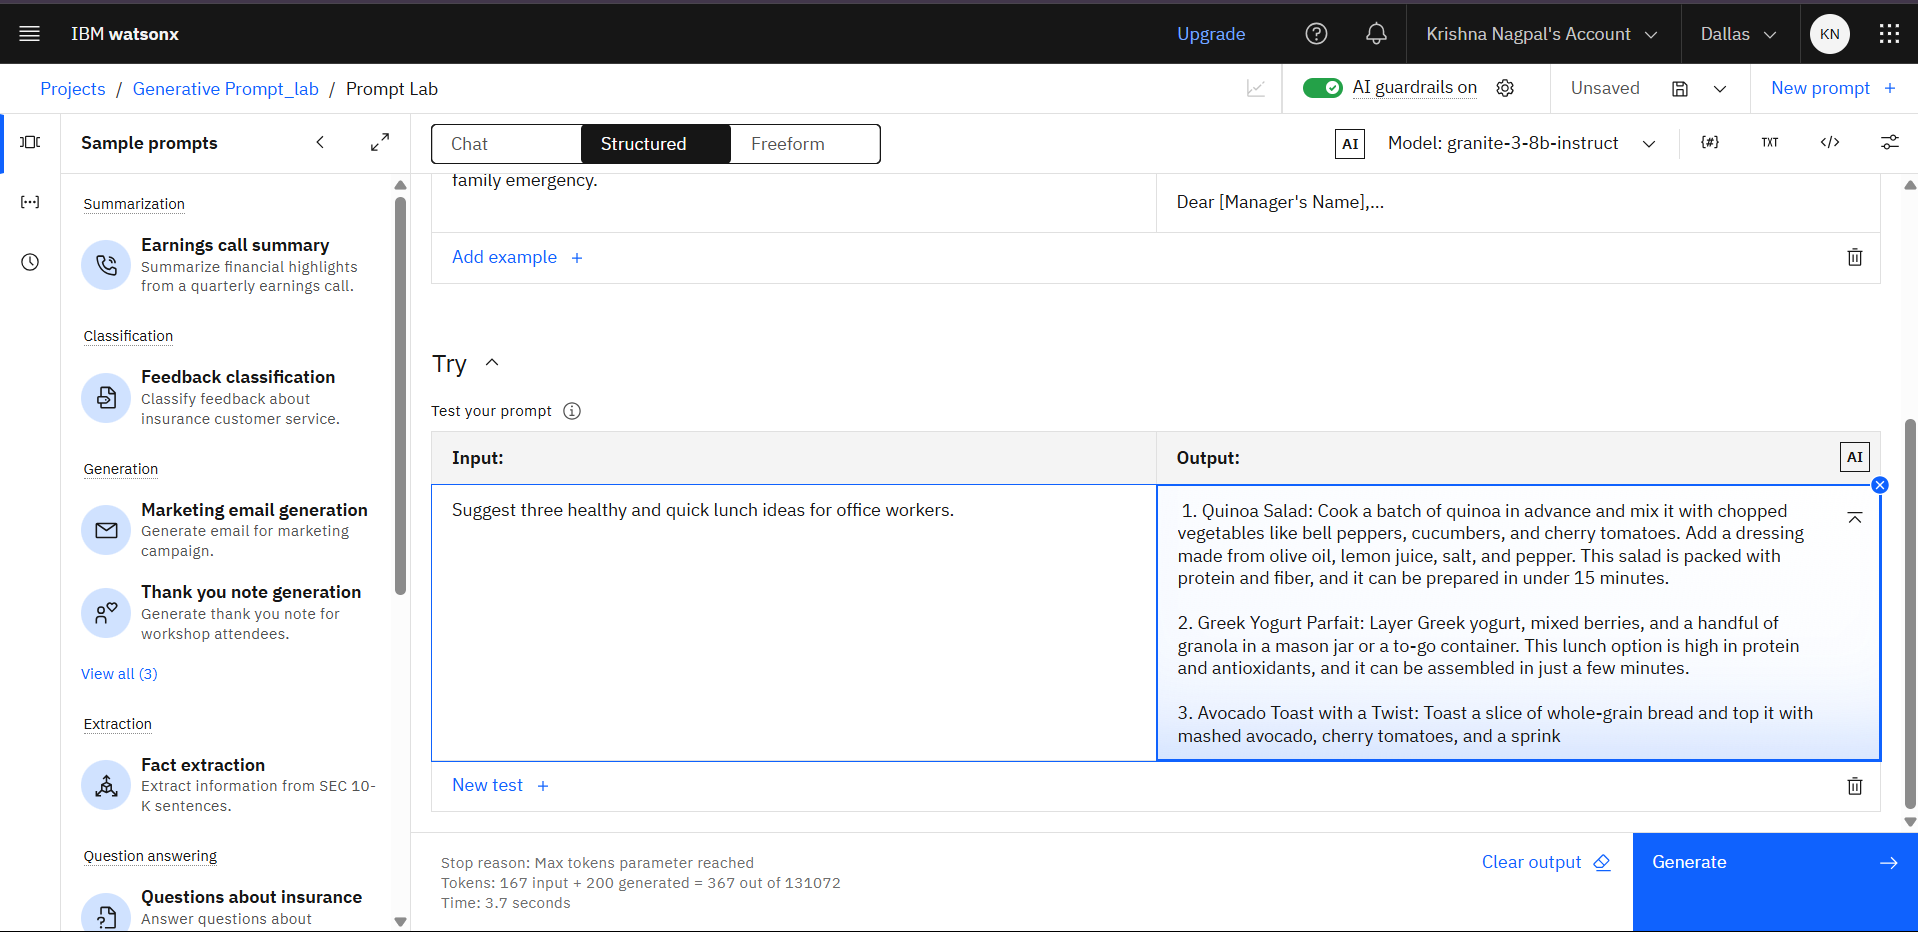 IBM watsonx
Upgrade
Krishna Nagpal's Account
Dallas
KN
Projects / Generative Prompt_lab / Prompt Lab
AI guardrails on
Unsaved
New prompt +
Sample prompts
Chat
Structured
Freeform
AI
Model: granite-3-8b-instruct
{#}
TXT
</>
Summarization
Earnings call summary
Summarize financial highlights
from a quarterly earnings call.
Classification
Feedback classification
Classify feedback about
insurance customer service.
Generation
Marketing email generation
Generate email for marketing
campaign.
Thank you note generation
Generate thank you note for
workshop attendees.
View all (3)
Extraction
Fact extraction
Extract information from SEC 10-
K sentences.
Question answering
Questions about insurance
Answer questions about
family emergency.
Dear [Manager's Name],...
Add example +
Try
Test your prompt
Input:
Output:
AI
Suggest three healthy and quick lunch ideas for office workers.
1. Quinoa Salad: Cook a batch of quinoa in advance and mix it with chopped
vegetables like bell peppers, cucumbers, and cherry tomatoes. Add a dressing
made from olive oil, lemon juice, salt, and pepper. This salad is packed with
protein and fiber, and it can be prepared in under 15 minutes.
2. Greek Yogurt Parfait: Layer Greek yogurt, mixed berries, and a handful of
granola in a mason jar or a to-go container. This lunch option is high in protein
and antioxidants, and it can be assembled in just a few minutes.
3. Avocado Toast with a Twist: Toast a slice of whole-grain bread and top it with
mashed avocado, cherry tomatoes, and a sprink
New test +
Stop reason: Max tokens parameter reached
Tokens: 167 input + 200 generated = 367 out of 131072
Time: 3.7 seconds
Clear output
Generate